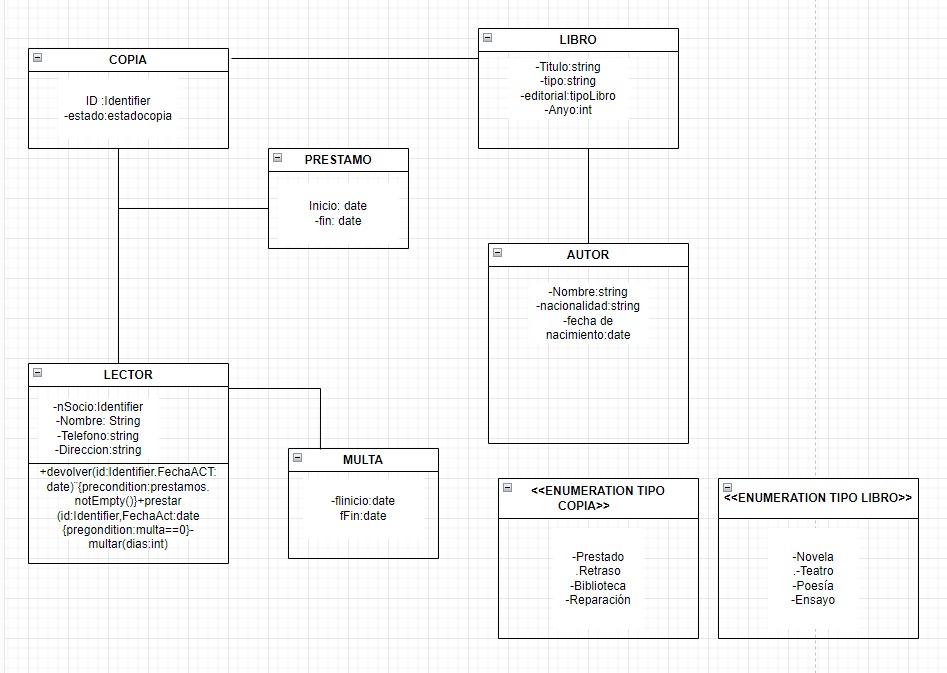 COPIA
ID :Identifier
-estado:estadocopia
LIBRO
-Titulo:string
-tipo:string
-editorial:tipoLibro
-Anyo:int
PRESTAMO
Inicio: date
-fin: date
AUTOR
-Nombre:string
-nacionalidad:string
-fecha de
nacimiento:date
LECTOR
-nSocio:Identifier
-Nombre: String
-Telefono:string
-Direccion:string
+devolver(id:Identifier.FechaACT:
date)¨{precondition:prestamos.
notEmpty()}+prestar
(id:Identifier,FechaAct:date
{pregondition:multa==0}-
multar(dias:int)
MULTA
-fIinicio:date
fFin:date
<<ENUMERATION TIPO
COPIA>>
-Prestado
.Retraso
-Biblioteca
-Reparación
<<ENUMERATION TIPO LIBRO>>
-Novela
.-Teatro
-Poesía
-Ensayo